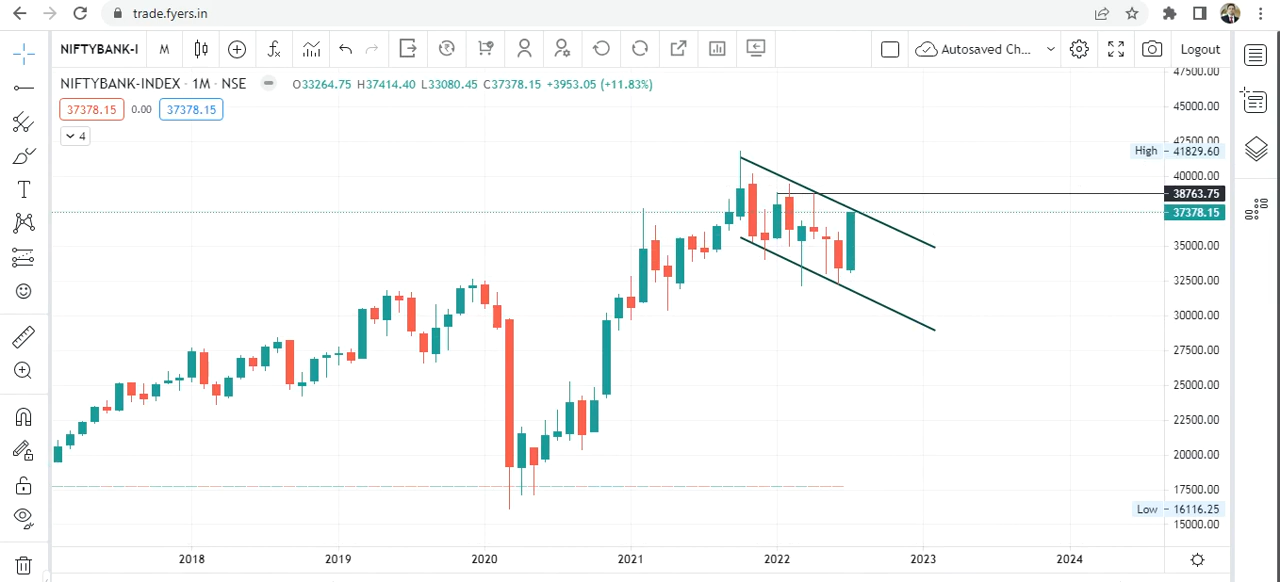 trade.fyers.in
NIFTYBANK-I M Autosaved Ch... Logout
NIFTYBANK-INDEX · 1M · NSE O33264.75 H37414.40 L33080.45 C37378.15 +3953.05 (+11.83%)
37378.15 0.00 37378.15
4
47500.00
45000.00
42500.00
High 41829.60
40000.00
38763.75
37378.15
35000.00
32500.00
30000.00
27500.00
25000.00
22500.00
20000.00
17500.00
Low 16116.25
15000.00
2018 2019 2020 2021 2022 2023 2024